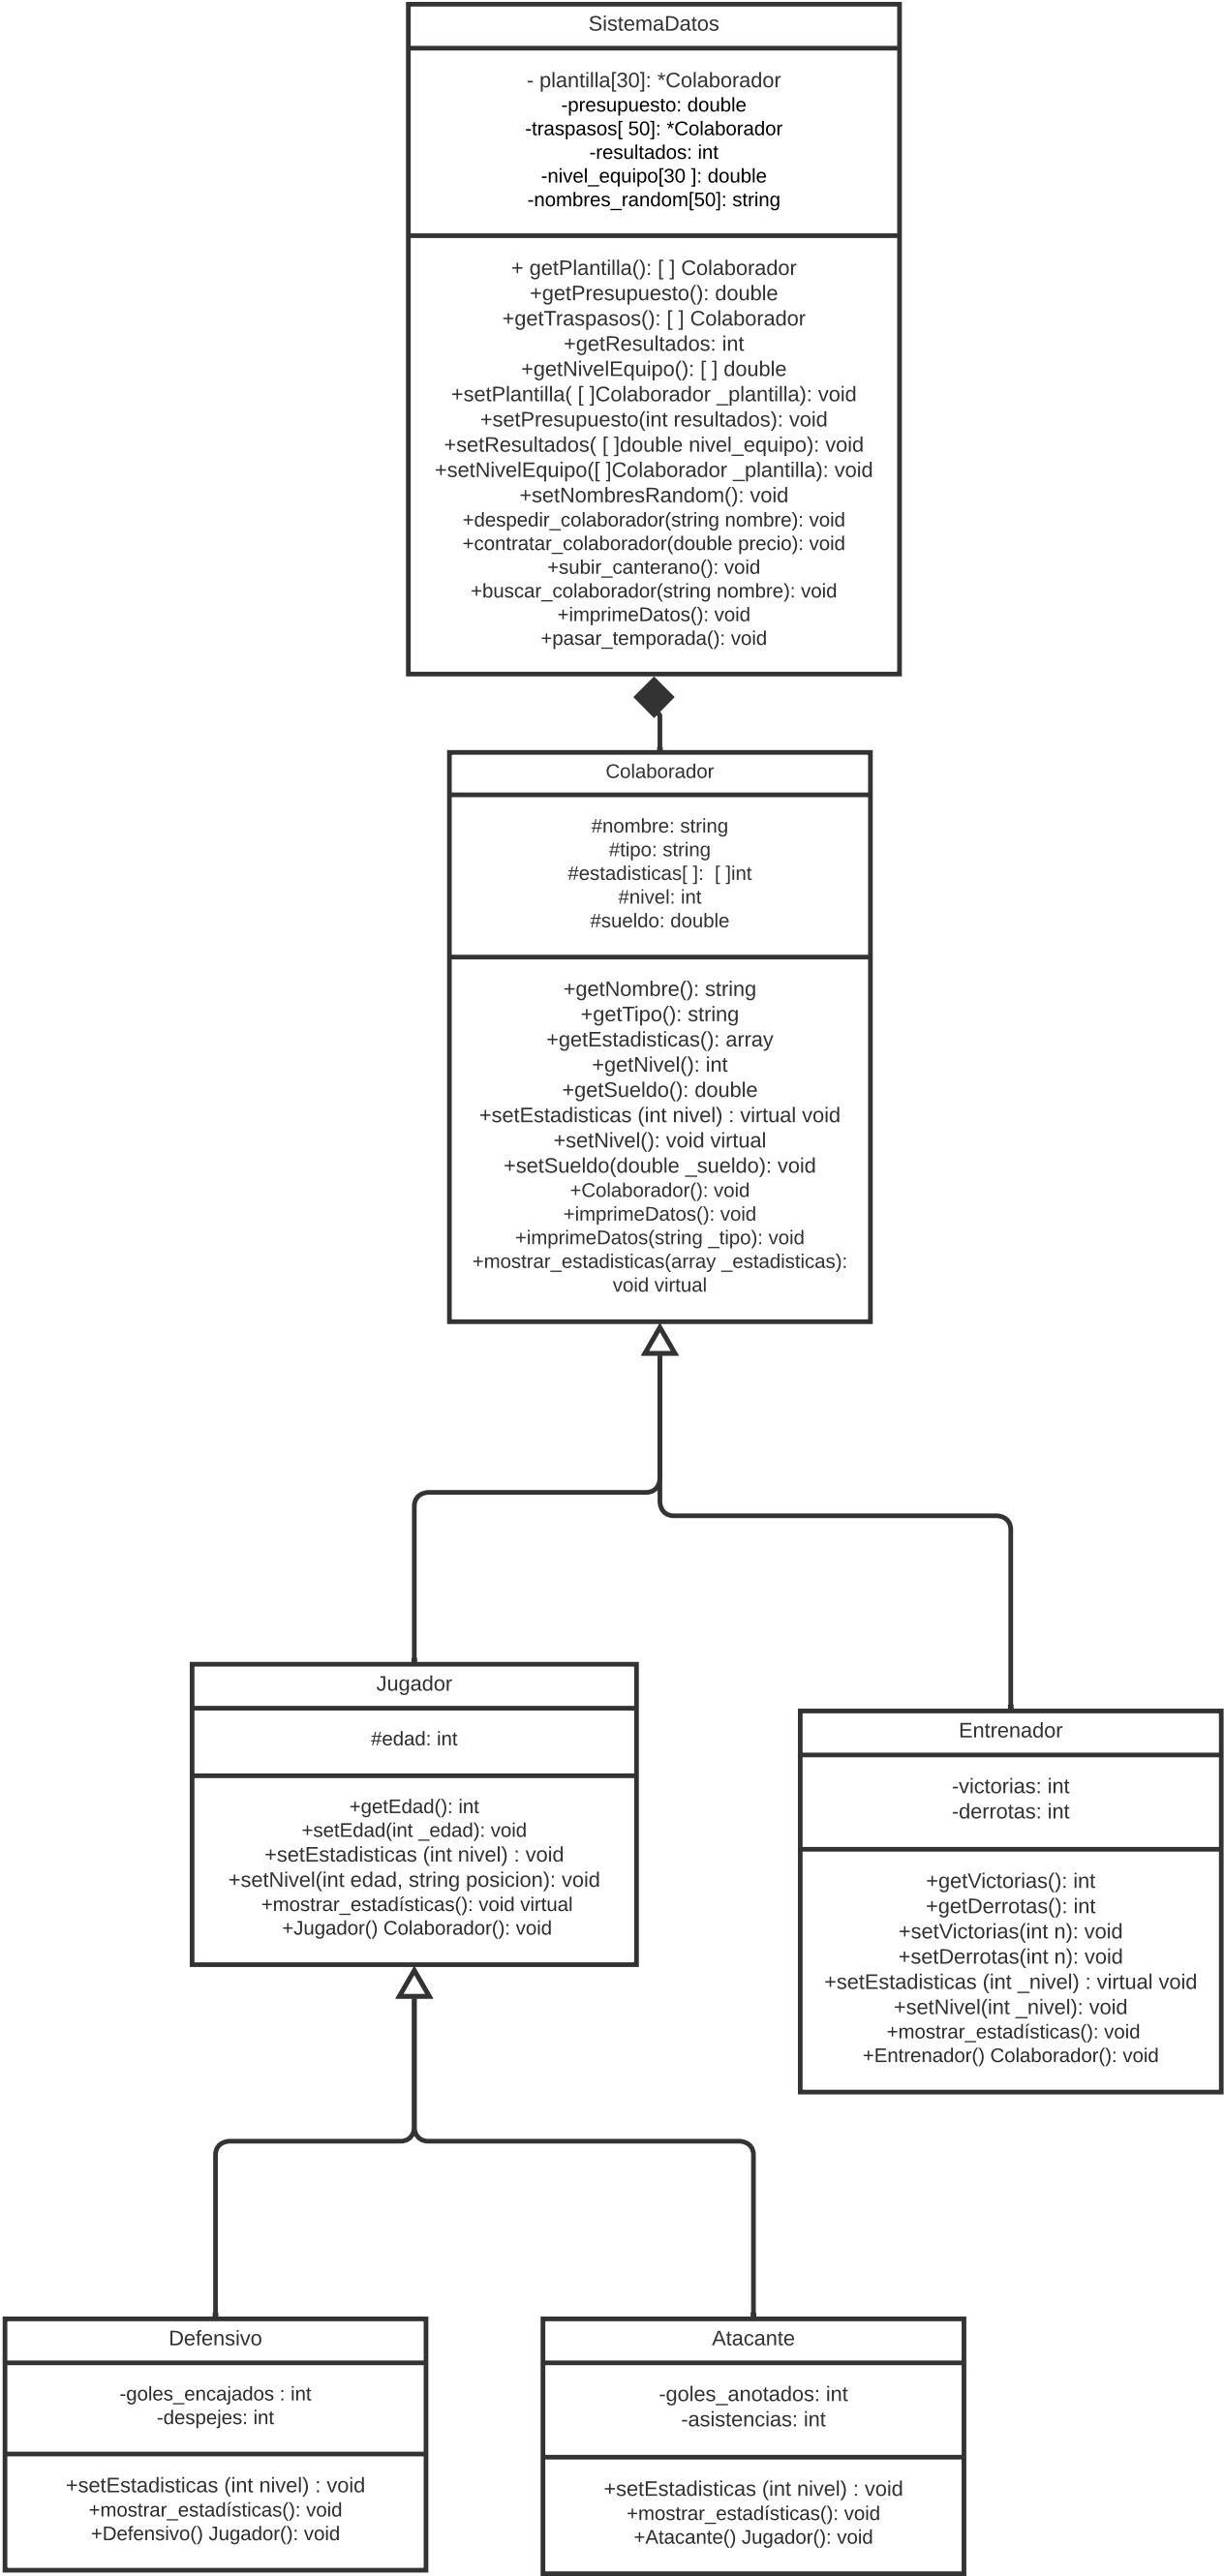 SistemaDatos
- plantilla[30]: *Colaborador
-presupuesto: double
-traspasos[ 50]: *Colaborador
-resultados: int
-nivel_equipo[30 ]: double
-nombres_random[50]: string
+ getPlantilla(): [ ] Colaborador
+getPresupuesto(): double
+getTraspasos(): [ ] Colaborador
+getResultados: int
+getNivelEquipo(): [ ] double
+setPlantilla( [ ]Colaborador _plantilla): void
+setPresupuesto(int resultados): void
+setResultados( [ ]double nivel_equipo): void
+setNivelEquipo([ ]Colaborador _plantilla): void
+setNombresRandom(): void
+despedir_colaborador(string nombre): void
+contratar_colaborador(double precio): void
+subir_canterano(): void
+buscar_colaborador(string nombre): void
+imprimeDatos(): void
+pasar_temporada(): void
Colaborador
#nombre: string
#tipo: string
#estadisticas[ ]:  [ ]int
#nivel: int
#sueldo: double
+getNombre(): string
+getTipo(): string
+getEstadisticas(): array
+getNivel(): int
+getSueldo(): double
+setEstadisticas (int nivel) : virtual void
+setNivel(): void virtual
+setSueldo(double _sueldo): void
+Colaborador(): void
+imprimeDatos(): void
+imprimeDatos(string _tipo): void
+mostrar_estadisticas(array _estadisticas):
void virtual
Jugador
#edad: int
+getEdad(): int
+setEdad(int _edad): void
+setEstadisticas (int nivel) : void
+setNivel(int edad, string posicion): void
+mostrar_estadísticas(): void virtual
+Jugador() Colaborador(): void
Entrenador
-victorias: int
-derrotas: int
+getVictorias(): int
+getDerrotas(): int
+setVictorias(int n): void
+setDerrotas(int n): void
+setEstadisticas (int _nivel) : virtual void
+setNivel(int _nivel): void
+mostrar_estadísticas(): void
+Entrenador() Colaborador(): void
Defensivo
-goles_encajados : int
-despejes: int
+setEstadisticas (int nivel) : void
+mostrar_estadísticas(): void
+Defensivo() Jugador(): void
Atacante
-goles_anotados: int
-asistencias: int
+setEstadisticas (int nivel) : void
+mostrar_estadísticas(): void
+Atacante() Jugador(): void